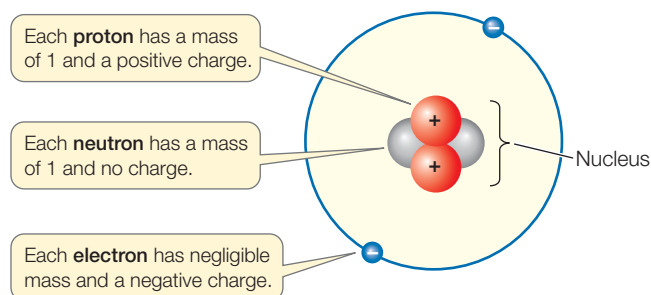 Each proton has a mass
of 1 and a positive charge.
Each neutron has a mass
of 1 and no charge.
Each electron has negligible
mass and a negative charge.
–
+
+
Nucleus
–